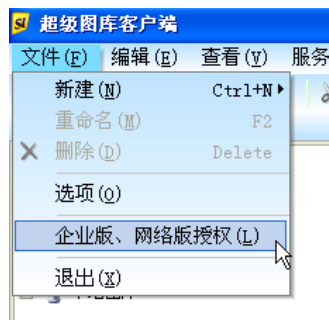 SL 超级图库客户端
文件(F) 编辑(E) 查看(V) 服务
新建(N) Ctrl+N
重命名(M) F2
删除(D) Delete
选项(O)
企业版、网络版授权(L)
退出(X)